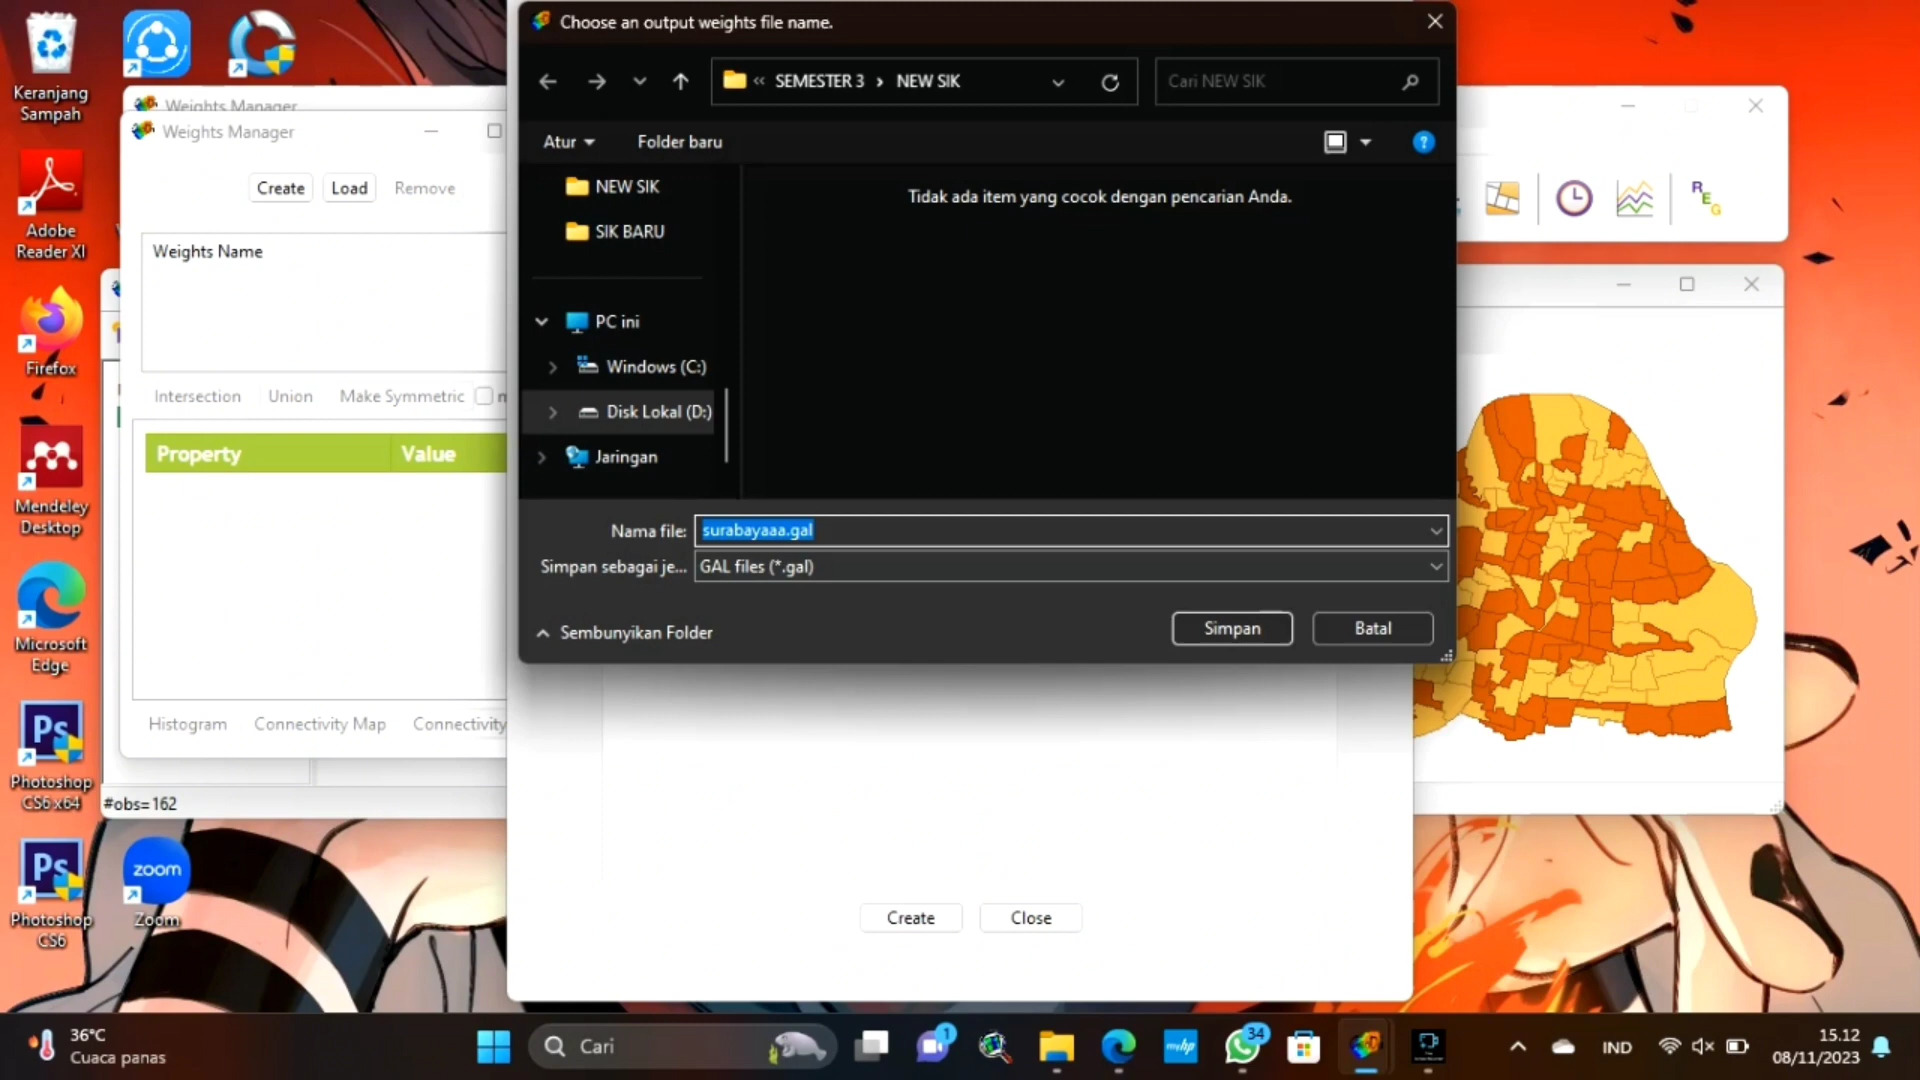 Keranjang
Sampah
Adobe
Reader XI
Firefox
Mendeley
Desktop
Microsoft
Edge
Photoshop
CS6 x64
Photoshop
CS6
zoom
Zoom
Weights Manager
Weights Manager
Create
Load
Remove
Weights Name
Intersection
Union
Make Symmetric
Property
Value
Histogram
Connectivity Map
Connectivity
#obs=162
Choose an output weights file name.
« SEMESTER 3 › NEW SIK
Cari NEW SIK
Atur
Folder baru
NEW SIK
SIK BARU
PC ini
Windows (C:)
Disk Lokal (D:)
Jaringan
Tidak ada item yang cocok dengan pencarian Anda.
Nama file: surabayaaa.gal
Simpan sebagai je... GAL files (*.gal)
Sembunyikan Folder
Simpan
Batal
Create
Close
REG
36°C
Cuaca panas
Cari
1
34
IND
15.12
08/11/2023